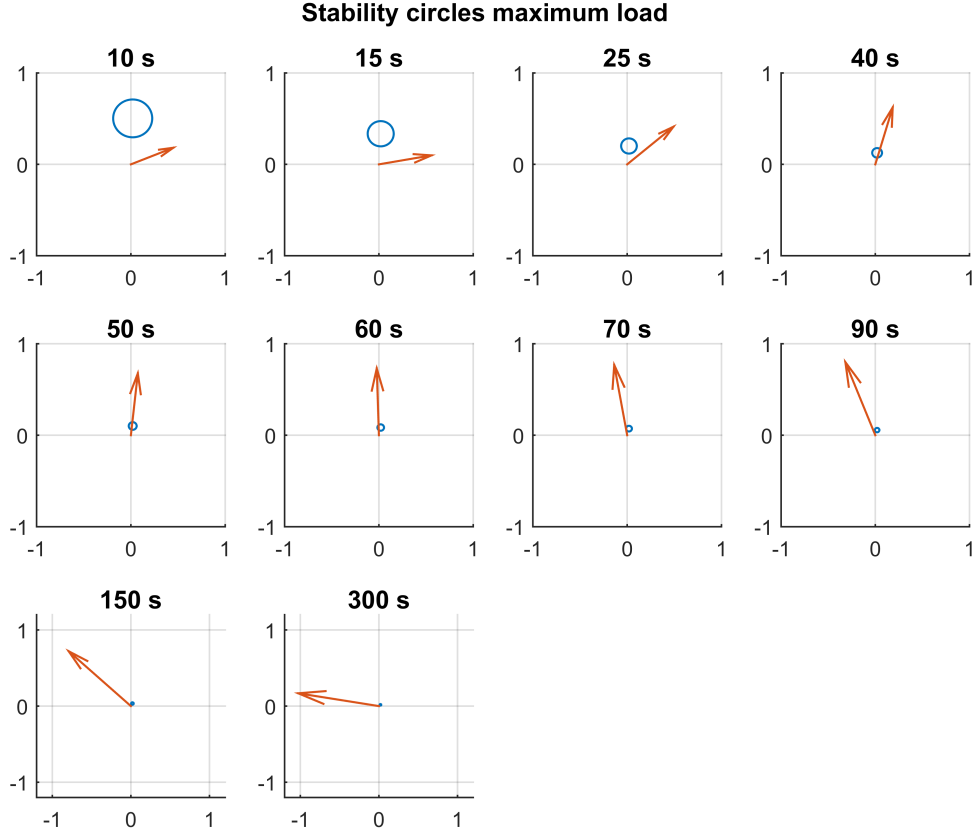 Stability circles maximum load
10 s 15 s 25 s 40 s
1 1 1 1
0 0 0 0
-1 -1 -1 -1
-1 0 1 -1 0 1 -1 0 1 -1 0 1
50 s 60 s 70 s 90 s
1 1 1 1
0 0 0 0
-1 -1 -1 -1
-1 0 1 -1 0 1 -1 0 1 -1 0 1
150 s 300 s
1 1
0 0
-1 -1
-1 0 1 -1 0 1